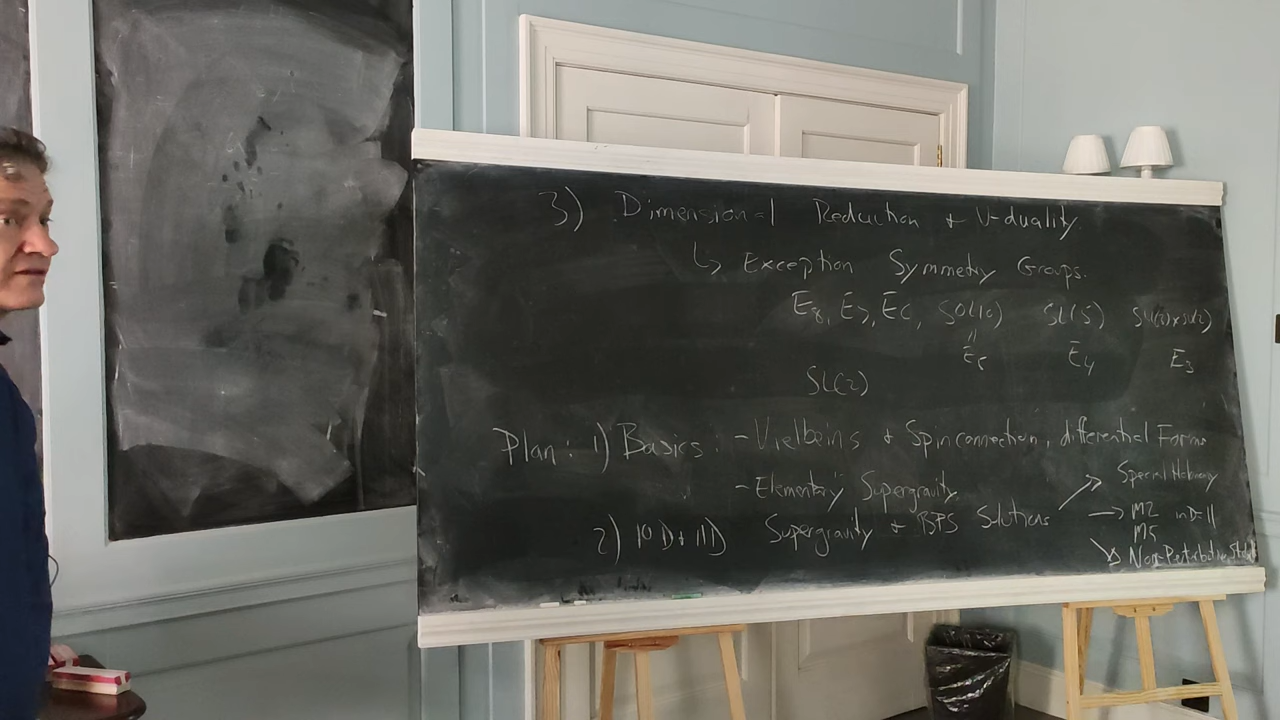 3) Dimensional Reduction & U-duality
↳ Exception Symmetry Groups.
E8, E7, E6, SO(10) SL(5) SL(3)×SL(2)
" E5 E4 E3
SL(2)
Plan: 1) Basics: - Vielbeins & Spin connection, differential Forms
- Elementary Supergravity
2) 10D & 11D Supergravity & BPS Solutions → Special Holonomy
→ M2 in D=11
M5
→ Non-Perturbative States